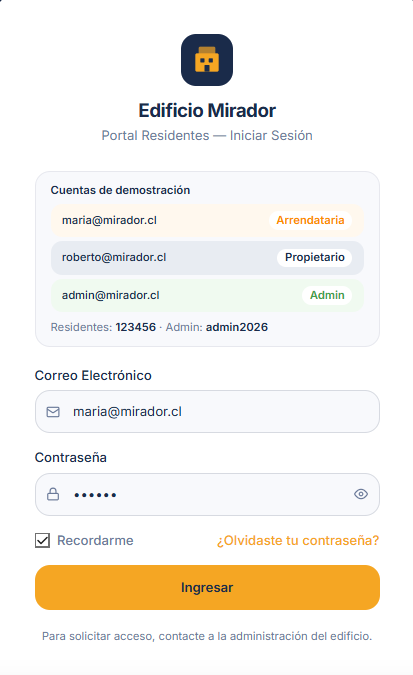 Edificio Mirador
Portal Residentes — Iniciar Sesión
Cuentas de demostración
maria@mirador.cl Arrendataria
roberto@mirador.cl Propietario
admin@mirador.cl Admin
Residentes: 123456 · Admin: admin2026
Correo Electrónico
maria@mirador.cl
Contraseña
••••••
Recordarme ¿Olvidaste tu contraseña?
Ingresar
Para solicitar acceso, contacte a la administración del edificio.